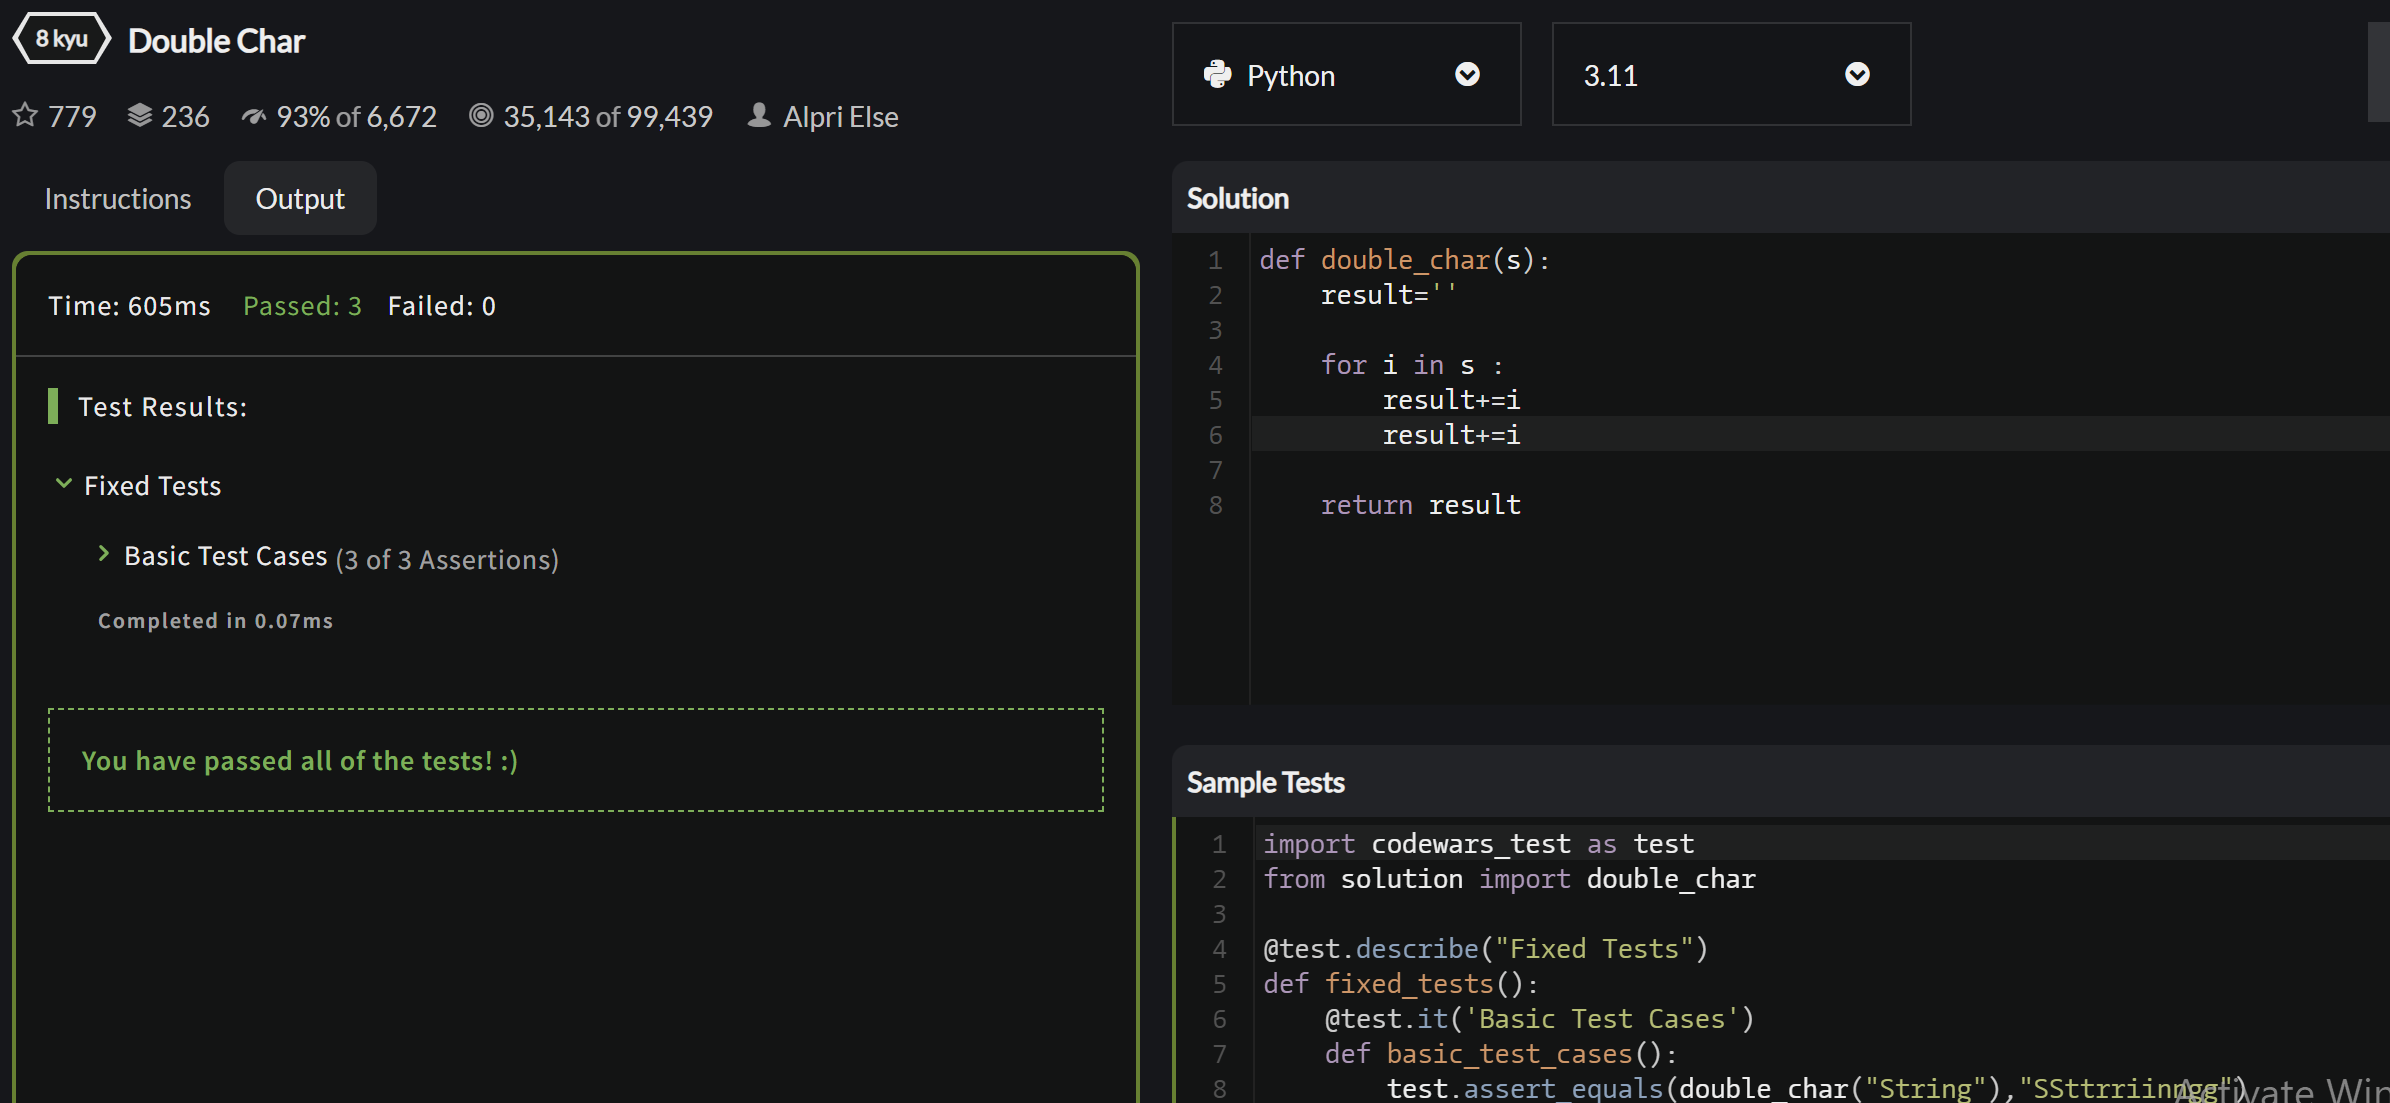 8 kyu Double Char
779 236 93% of 6,672 35,143 of 99,439 Alpri Else
Instructions Output
Time: 605ms Passed: 3 Failed: 0
Test Results:
Fixed Tests
Basic Test Cases (3 of 3 Assertions)
Completed in 0.07ms
You have passed all of the tests! :)
Python 3.11
Solution
1 def double_char(s):
2     result=''
3
4     for i in s :
5         result+=i
6         result+=i
7
8     return result
Sample Tests
1 import codewars_test as test
2 from solution import double_char
3
4 @test.describe("Fixed Tests")
5 def fixed_tests():
6     @test.it('Basic Test Cases')
7     def basic_test_cases():
8         test.assert_equals(double_char("String"),"SSttrriinngg")
Activate Win